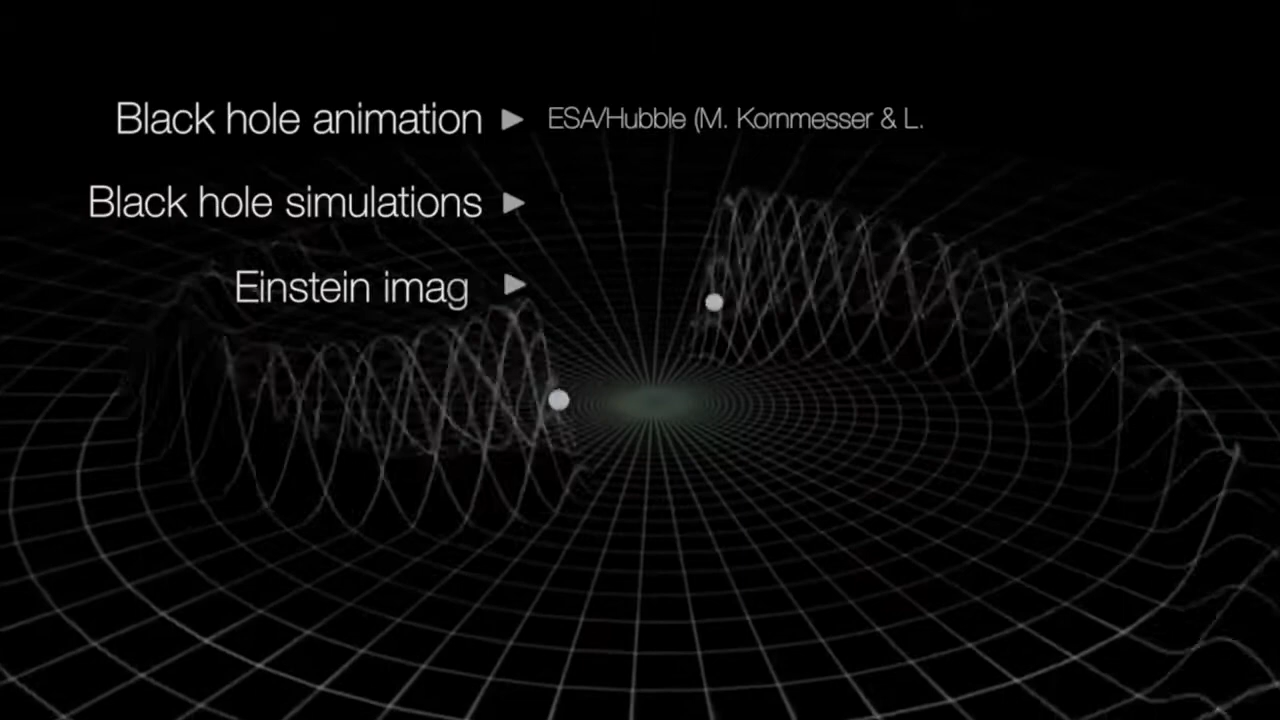 Black hole animation ▶ ESA/Hubble (M. Kornmesser & L.
Black hole simulations ▶
Einstein imag ▶